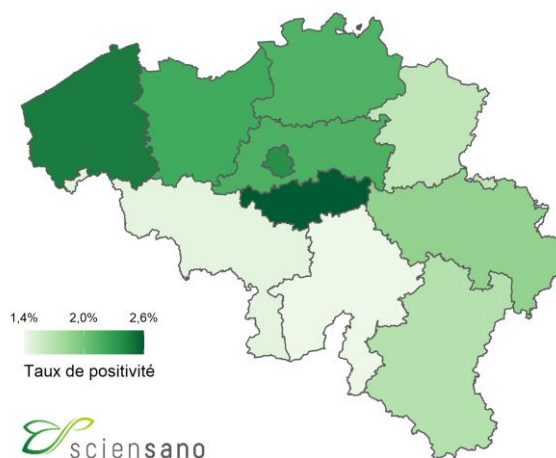 1,4% 2,0% 2,6%
Taux de positivité
sciensano